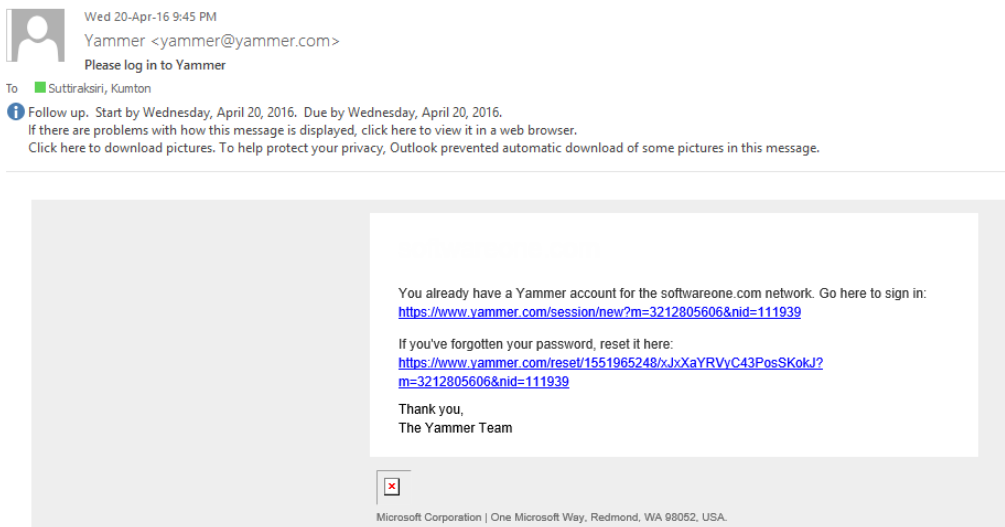 Wed 20-Apr-16 9:45 PM
Yammer <yammer@yammer.com>
Please log in to Yammer
To Suttiraksiri, Kumton
Follow up. Start by Wednesday, April 20, 2016. Due by Wednesday, April 20, 2016.
If there are problems with how this message is displayed, click here to view it in a web browser.
Click here to download pictures. To help protect your privacy, Outlook prevented automatic download of some pictures in this message.
You already have a Yammer account for the softwareone.com network. Go here to sign in:
https://www.yammer.com/session/new?m=3212805606&nid=111939
If you've forgotten your password, reset it here:
https://www.yammer.com/reset/1551965248/xJxXaYRVyC43PosSKokJ?
m=3212805606&nid=111939
Thank you,
The Yammer Team
Microsoft Corporation | One Microsoft Way, Redmond, WA 98052, USA.